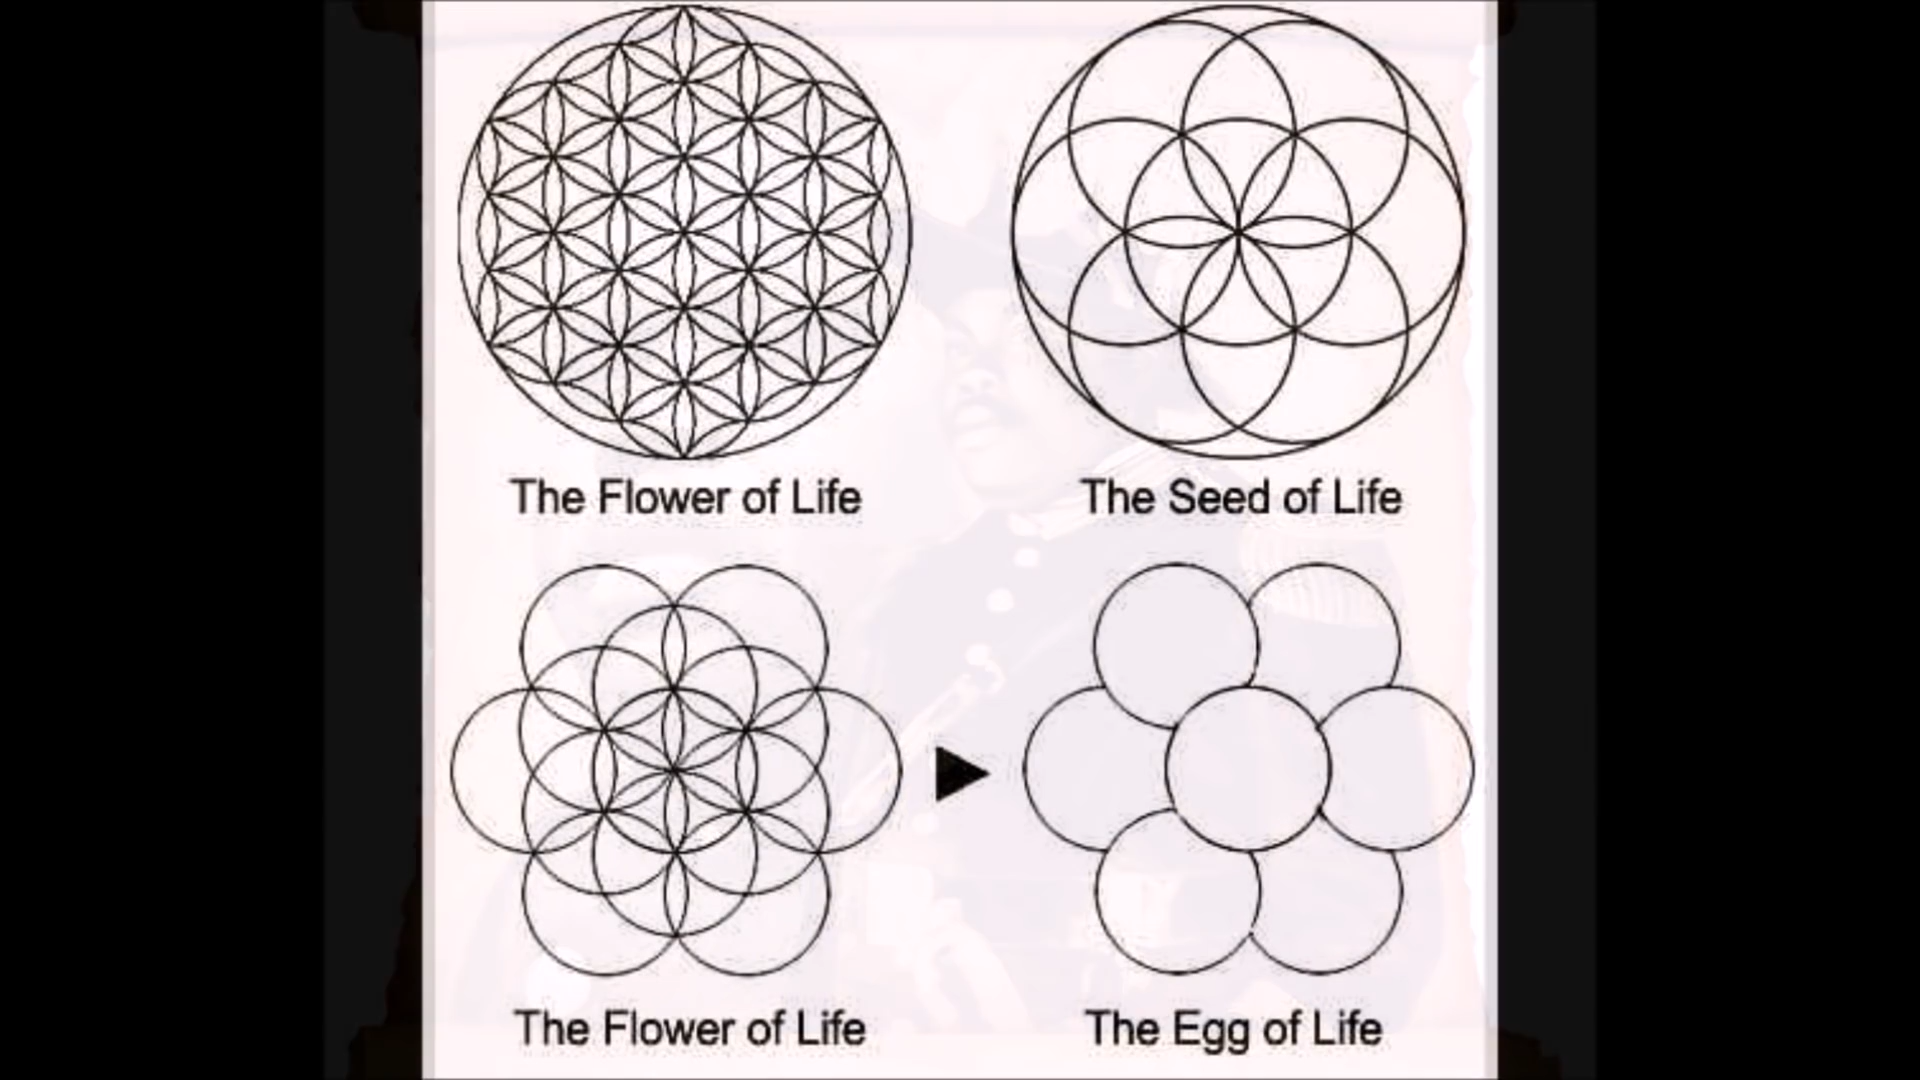 The Flower of Life
The Seed of Life
The Flower of Life
The Egg of Life